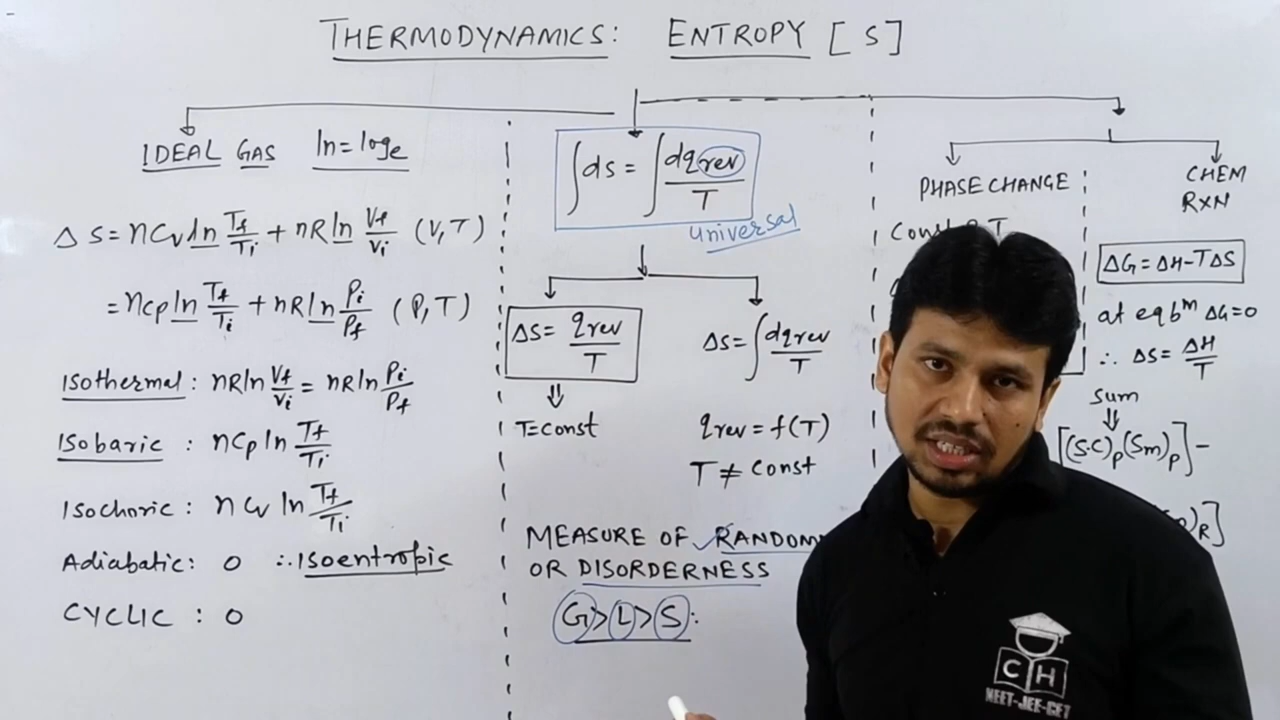 THERMODYNAMICS: ENTROPY [S]
IDEAL GAS ln=logₑ
ΔS = nCv ln Tf/Ti + nR ln Vf/Vi (V,T)
= nCp ln Tf/Ti + nR ln Pi/Pf (P,T)
Isothermal: nR ln Vf/Vi = nR ln Pi/Pf
Isobaric : nCp ln Tf/Ti
Isochoric: nCv ln Tf/Ti
Adiabatic: 0 ∴ Isoentropic
CYCLIC : 0
∫ds = ∫dqrev/T
universal
ΔS = qrev/T
⇓
T=const
ΔS = ∫dqrev/T
qrev = f(T)
T ≠ const
MEASURE OF RANDOM
OR DISORDERNESS
G>L>S:
PHASE CHANGE
Const
CHEM
RXN
ΔG = ΔH-TΔS
at eqbᵐ ΔG=0
∴ ΔS = ΔH/T
Sum
⇓
[(S.C)p(Sm)p] –
)R]
CH
NEET-JEE-CET